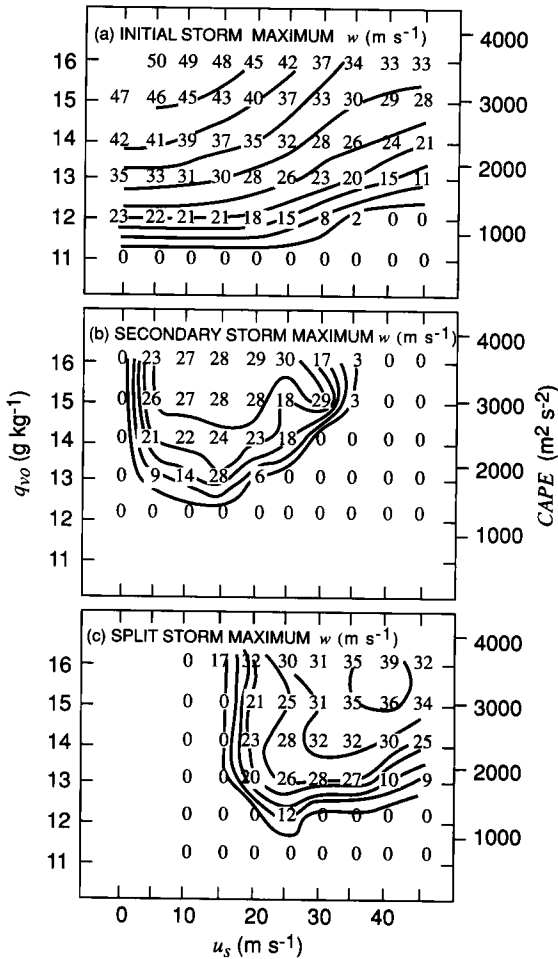 (a) INITIAL STORM MAXIMUM w (m s-1)
4000
16 50 49 48 45 42 37 34 33 33
15 47 46 45 43 40 37 33 30 29 28
3000
14 42 41 39 37 35 32 28 26 24 21
2000
13 35 33 31 30 28 26 23 20 15 11
12 23 22 21 21 18 15 8 2 0 0
1000
11 0 0 0 0 0 0 0 0 0 0
(b) SECONDARY STORM MAXIMUM w (m s-1)
4000
16 0 23 27 28 29 30 17 3 0 0
15 0 26 27 28 28 18 29 3 0 0
3000
14 0 21 22 24 23 18 0 0 0 0
2000
13 0 9 14 28 6 0 0 0 0 0
12 0 0 0 0 0 0 0 0 0 0
1000
11
qvo (g kg-1)
CAPE (m2 s-2)
(c) SPLIT STORM MAXIMUM w (m s-1)
4000
16 0 17 32 30 31 35 39 32
15 0 0 21 25 31 35 36 34
3000
14 0 0 23 28 32 32 30 25
2000
13 0 0 20 26 28 27 10 9
12 0 0 0 12 0 0 0 0
1000
11 0 0 0 0 0 0 0 0
0 10 20 30 40
us (m s-1)